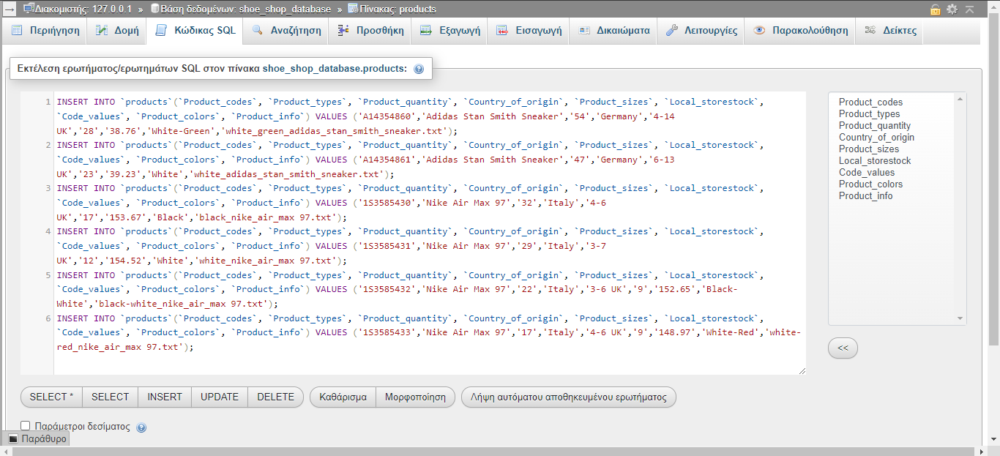 Διακομιστής: 127.0.0.1 » Βάση δεδομένων: shoe_shop_database » Πίνακας: products
Περιήγηση Δομή Κώδικας SQL Αναζήτηση Προσθήκη Εξαγωγή Εισαγωγή Δικαιώματα Λειτουργίες Παρακολούθηση Δείκτες
Εκτέλεση ερωτήματος/ερωτημάτων SQL στον πίνακα shoe_shop_database.products:
1 INSERT INTO `products`(`Product_codes`, `Product_types`, `Product_quantity`, `Country_of_origin`, `Product_sizes`, `Local_storestock`,
`Code_values`, `Product_colors`, `Product_info`) VALUES ('A14354860','Adidas Stan Smith Sneaker','54','Germany','4-14
UK','28','38.76','White-Green','white_green_adidas_stan_smith_sneaker.txt');
2 INSERT INTO `products`(`Product_codes`, `Product_types`, `Product_quantity`, `Country_of_origin`, `Product_sizes`, `Local_storestock`,
`Code_values`, `Product_colors`, `Product_info`) VALUES ('A14354861','Adidas Stan Smith Sneaker','47','Germany','6-13
UK','23','39.23','White','white_adidas_stan_smith_sneaker.txt');
3 INSERT INTO `products`(`Product_codes`, `Product_types`, `Product_quantity`, `Country_of_origin`, `Product_sizes`, `Local_storestock`,
`Code_values`, `Product_colors`, `Product_info`) VALUES ('1S3585430','Nike Air Max 97','32','Italy','4-6
UK','17','153.67','Black','black_nike_air_max 97.txt');
4 INSERT INTO `products`(`Product_codes`, `Product_types`, `Product_quantity`, `Country_of_origin`, `Product_sizes`, `Local_storestock`,
`Code_values`, `Product_colors`, `Product_info`) VALUES ('1S3585431','Nike Air Max 97','29','Italy','3-7
UK','12','154.52','White','white_nike_air_max 97.txt');
5 INSERT INTO `products`(`Product_codes`, `Product_types`, `Product_quantity`, `Country_of_origin`, `Product_sizes`, `Local_storestock`,
`Code_values`, `Product_colors`, `Product_info`) VALUES ('1S3585432','Nike Air Max 97','22','Italy','3-6 UK','9','152.65','Black-
White','black-white_nike_air_max 97.txt');
6 INSERT INTO `products`(`Product_codes`, `Product_types`, `Product_quantity`, `Country_of_origin`, `Product_sizes`, `Local_storestock`,
`Code_values`, `Product_colors`, `Product_info`) VALUES ('1S3585433','Nike Air Max 97','17','Italy','4-6 UK','9','148.97','White-Red','white-
red_nike_air_max 97.txt');
Product_codes
Product_types
Product_quantity
Country_of_origin
Product_sizes
Local_storestock
Code_values
Product_colors
Product_info
<<
SELECT * SELECT INSERT UPDATE DELETE Καθάρισμα Μορφοποίηση Λήψη αυτόματου αποθηκευμένου ερωτήματος
Παράμετροι δεσίματος
Παράθυρο